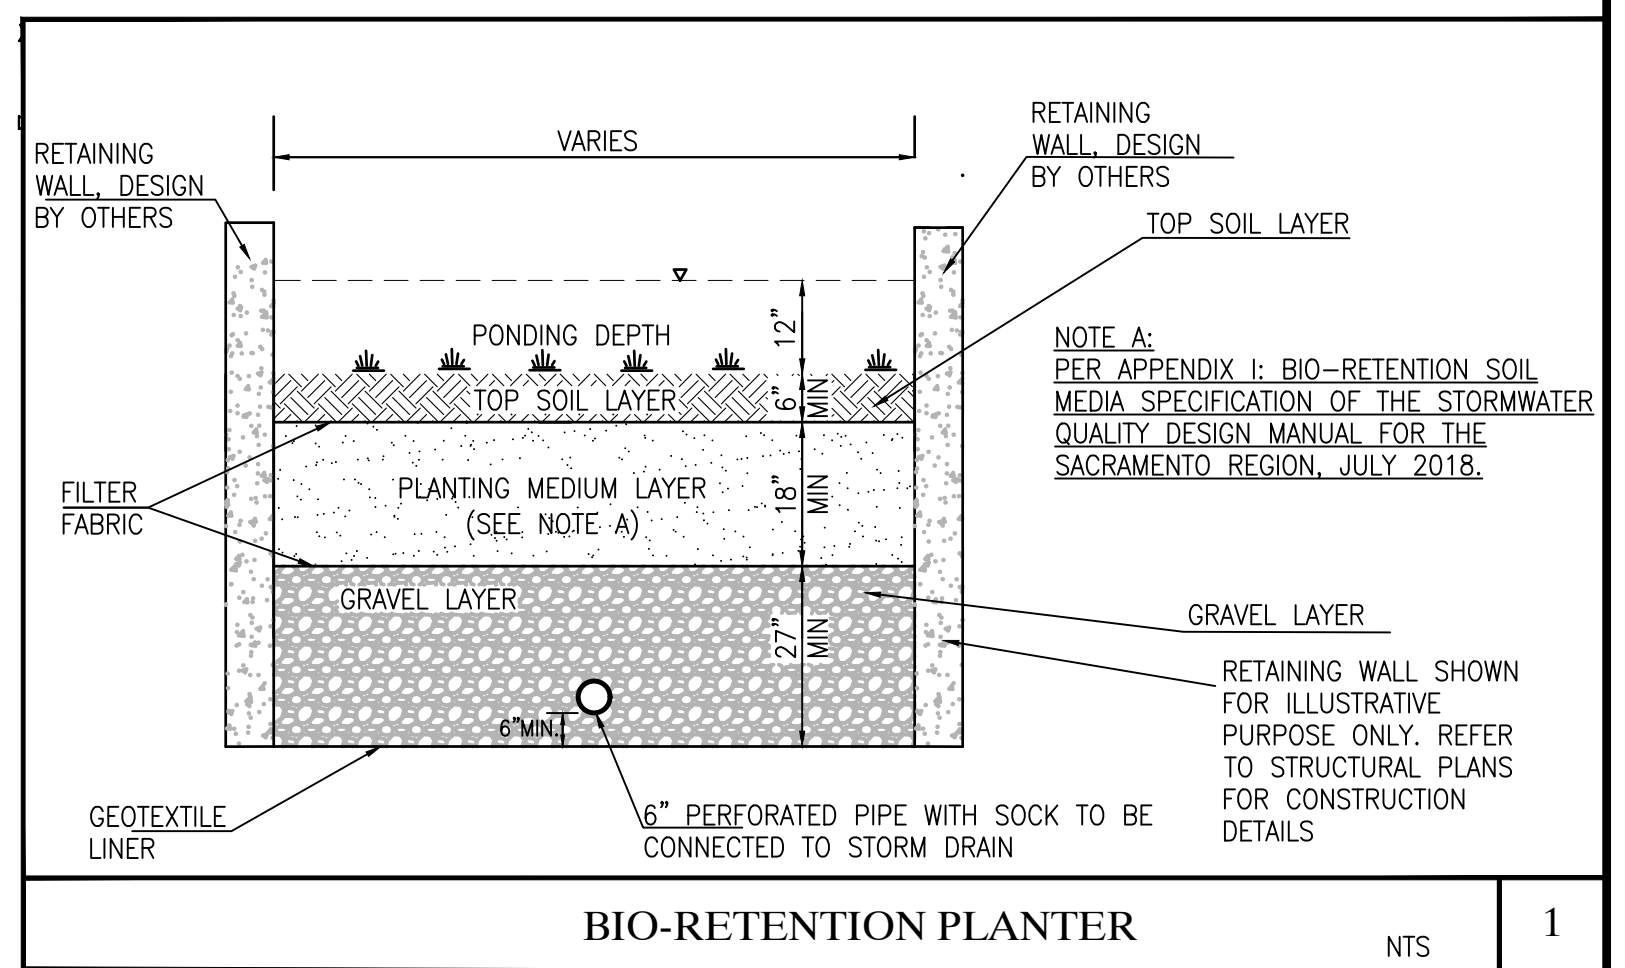 VARIES
RETAINING
WALL, DESIGN
BY OTHERS
RETAINING
WALL, DESIGN
BY OTHERS
TOP SOIL LAYER
12”
PONDING DEPTH
NOTE A:
PER APPENDIX I: BIO-RETENTION SOIL
MEDIA SPECIFICATION OF THE STORMWATER
QUALITY DESIGN MANUAL FOR THE
SACRAMENTO REGION, JULY 2018.
TOP SOIL LAYER
6”
MIN
FILTER
FABRIC
PLANTING MEDIUM LAYER
(SEE NOTE A)
18”
MIN
GRAVEL LAYER
27”
MIN
GRAVEL LAYER
RETAINING WALL SHOWN
FOR ILLUSTRATIVE
PURPOSE ONLY. REFER
TO STRUCTURAL PLANS
FOR CONSTRUCTION
DETAILS
6”MIN.
GEOTEXTILE
LINER
6” PERFORATED PIPE WITH SOCK TO BE
CONNECTED TO STORM DRAIN
BIO-RETENTION PLANTER
NTS
1